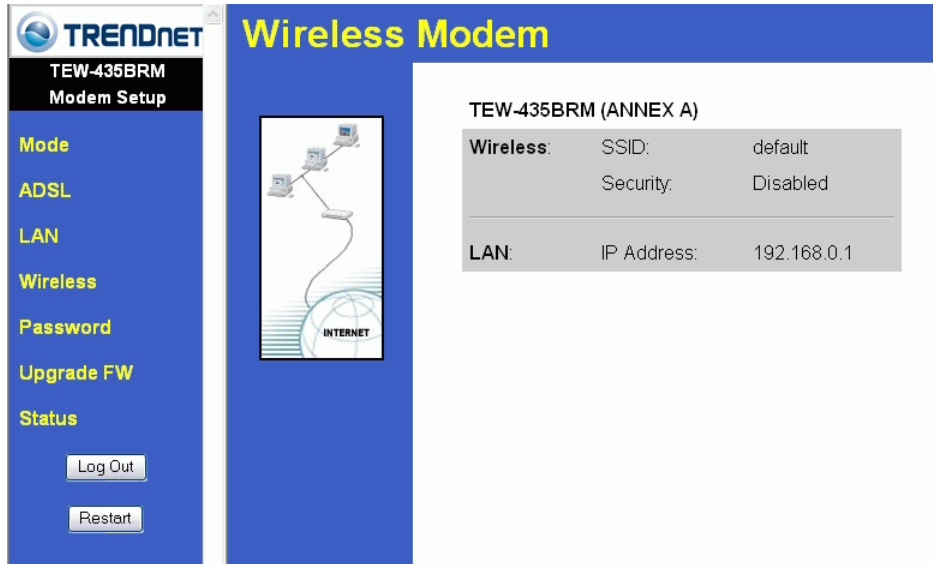 TRENDNET
TEW-435BRM
Modem Setup
Mode
ADSL
LAN
Wireless
Password
Upgrade FW
Status
Log Out
Restart
Wireless Modem
INTERNET
TEW-435BRM (ANNEX A)
Wireless: SSID: default
Security: Disabled
LAN: IP Address: 192.168.0.1